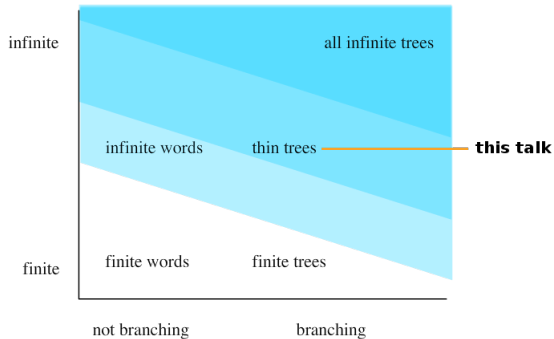 infinite
all infinite trees
infinite words
thin trees
this talk
finite
finite words
finite trees
not branching
branching